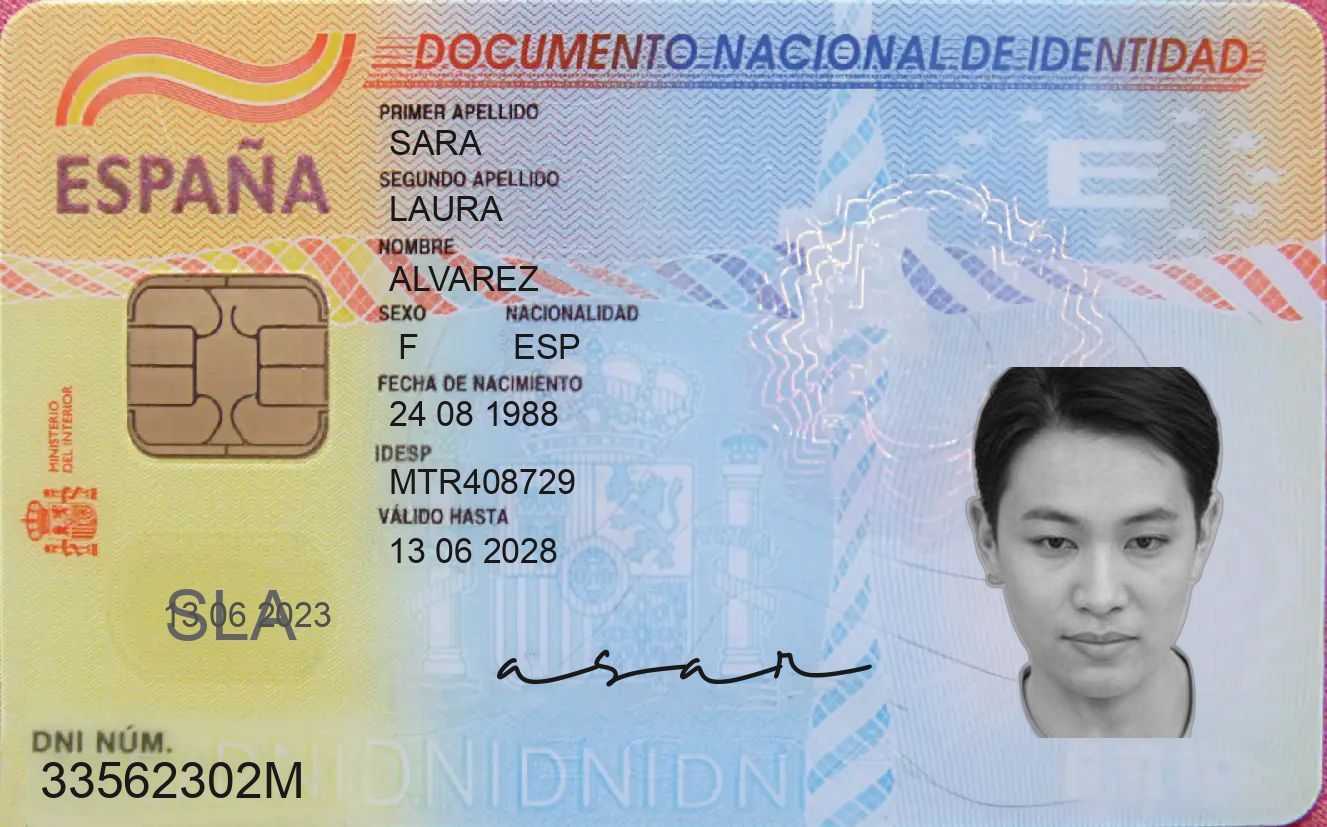 DOCUMENTO NACIONAL DE IDENTIDAD
ESPAÑA
PRIMER APELLIDO
SARA
SEGUNDO APELLIDO
LAURA
NOMBRE
ALVAREZ
SEXO NACIONALIDAD
F ESP
FECHA DE NACIMIENTO
24 08 1988
IDESP
MTR408729
VÁLIDO HASTA
13 06 2028
MINISTERIO
DEL INTERIOR
SLA
13 06 2023
asar
DNI NÚM.
33562302M
DNIDNIDNIDNI
E